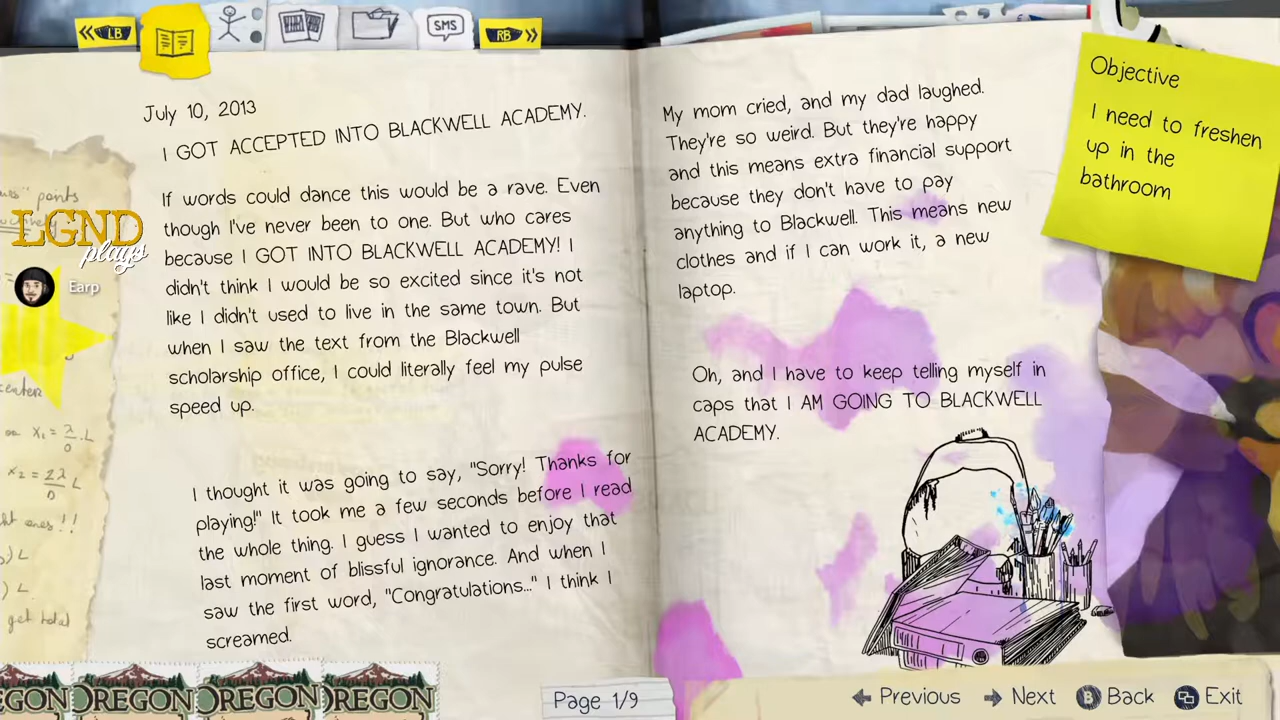 LB
SMS
RB
July 10, 2013
I GOT ACCEPTED INTO BLACKWELL ACADEMY.
If words could dance this would be a rave. Even
though I've never been to one. But who cares
because I GOT INTO BLACKWELL ACADEMY! I
didn't think I would be so excited since it's not
like I didn't used to live in the same town. But
when I saw the text from the Blackwell
scholarship office, I could literally feel my pulse
speed up.
I thought it was going to say, "Sorry! Thanks for
playing!" It took me a few seconds before I read
the whole thing. I guess I wanted to enjoy that
last moment of blissful ignorance. And when I
saw the first word, "Congratulations..." I think I
screamed.
My mom cried, and my dad laughed.
They're so weird. But they're happy
and this means extra financial support
because they don't have to pay
anything to Blackwell. This means new
clothes and if I can work it, a new
laptop.
Oh, and I have to keep telling myself in
caps that I AM GOING TO BLACKWELL
ACADEMY.
Objective
I need to freshen
up in the
bathroom
points
LGND
plays
Earp
X₁ = λ/D . L
X₂ = 2λ/D L
ones!!
) L
) L
get total
EGON OREGON OREGON OREGON
Page 1/9
Previous
Next
B Back
Exit